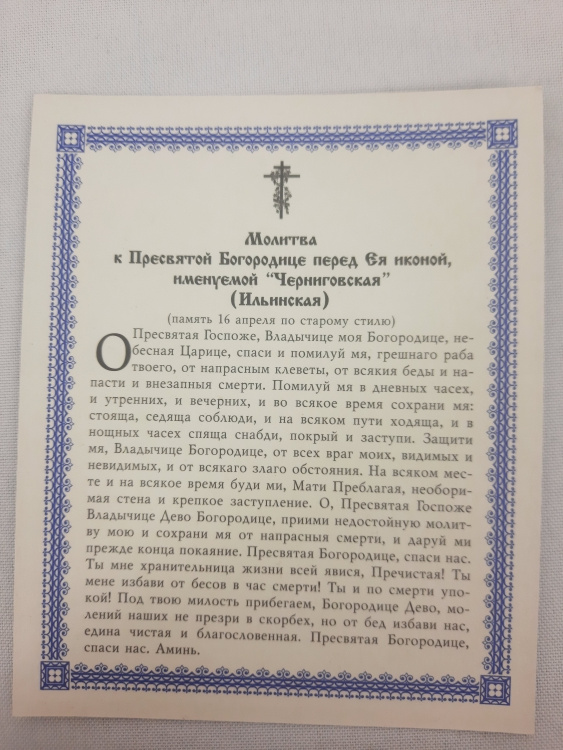 Молитва
к Пресвятой Богородице перед Ея иконой,
именуемой “Черниговская”
(Ильинская)
(память 16 апреля по старому стилю)
О Пресвятая Госпоже, Владычице моя Богородице, не-
бесная Царице, спаси и помилуй мя, грешнаго раба
твоего, от напрасным клеветы, от всякия беды и на-
пасти и внезапныя смерти. Помилуй мя в дневных часех,
и утренних, и вечерних, и во всякое время сохрани мя:
стояща, седяща соблюди, и на всяком пути ходяща, и в
нощных часех спяща снабди, покрый и заступи. Защити
мя, Владычице Богородице, от всех враг моих, видимых и
невидимых, и от всякаго злаго обстояния. На всяком мес-
те и на всякое время буди ми, Мати Преблагая, необори-
мая стена и крепкое заступление. О, Пресвятая Госпоже
Владычице Дево Богородице, приими недостойную молит-
ву мою и сохрани мя от напрасныя смерти, и даруй ми
прежде конца покаяние. Пресвятая Богородице, спаси нас.
Ты мне хранительница жизни всей явися, Пречистая! Ты
мене избави от бесов в час смерти! Ты и по смерти упо-
кой! Под твою милость прибегаем, Богородице Дево, мо-
лений наших не презри в скорбех, но от бед избави нас,
едина чистая и благословенная. Пресвятая Богородице,
спаси нас. Аминь.